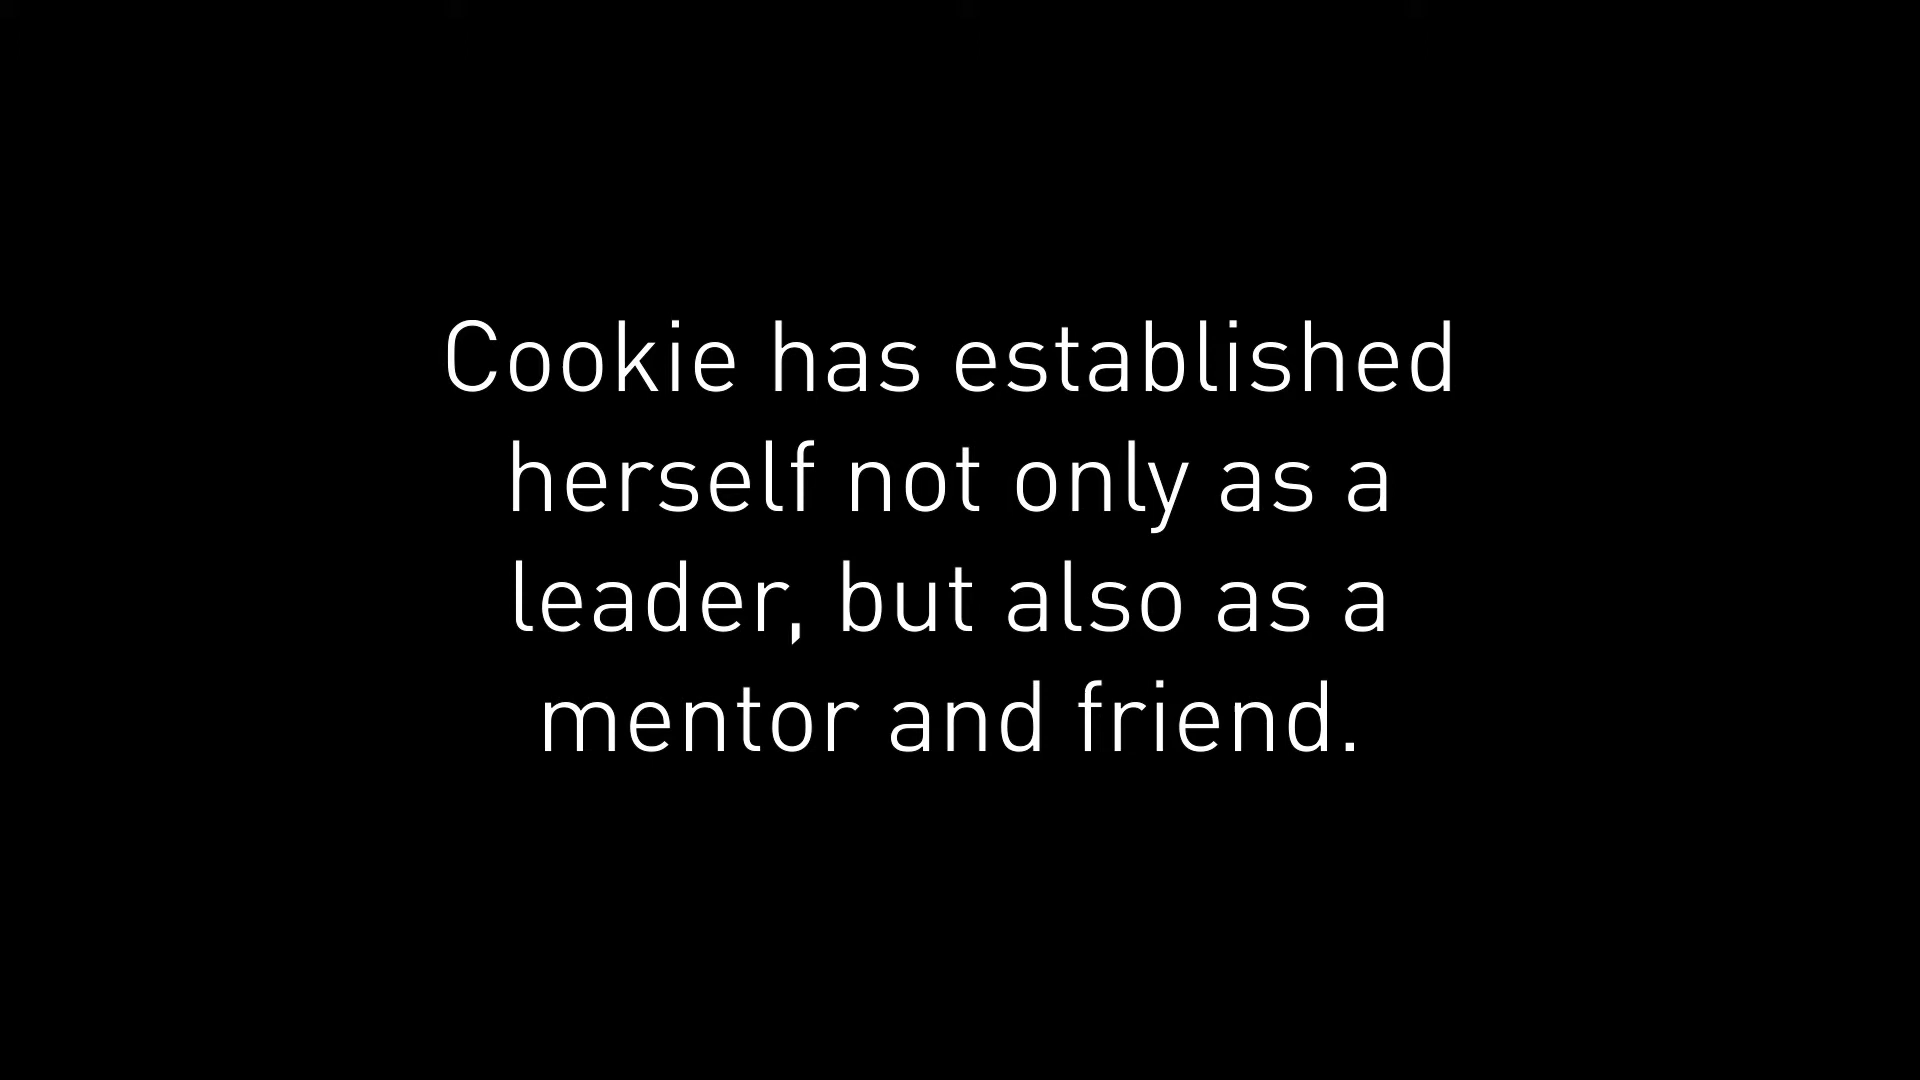 Cookie has established
herself not only as a
leader, but also as a
mentor and friend.